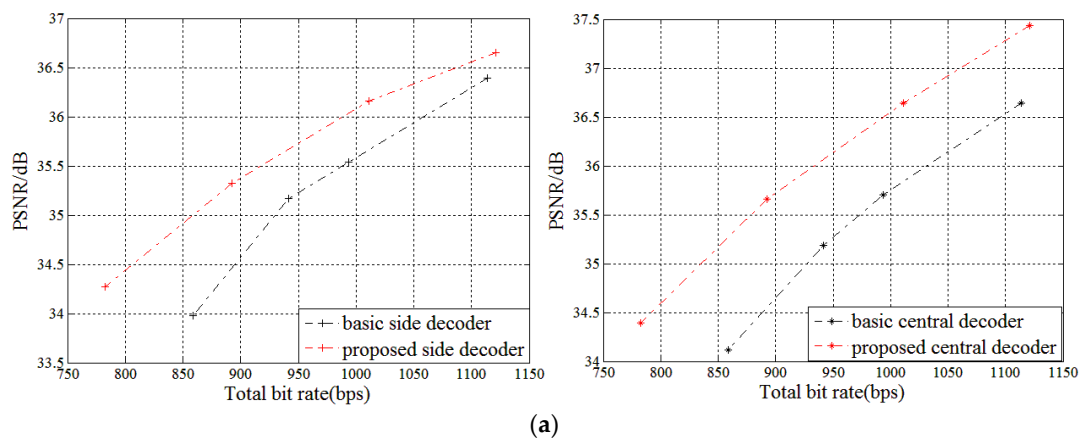 37
36.5
36
35.5
35
34.5
34
33.5
PSNR/dB
750 800 850 900 950 1000 1050 1100 1150
Total bit rate(bps)
basic side decoder
proposed side decoder
37.5
37
36.5
36
35.5
35
34.5
34
PSNR/dB
750 800 850 900 950 1000 1050 1100 1150
Total bit rate(bps)
basic central decoder
proposed central decoder
(a)